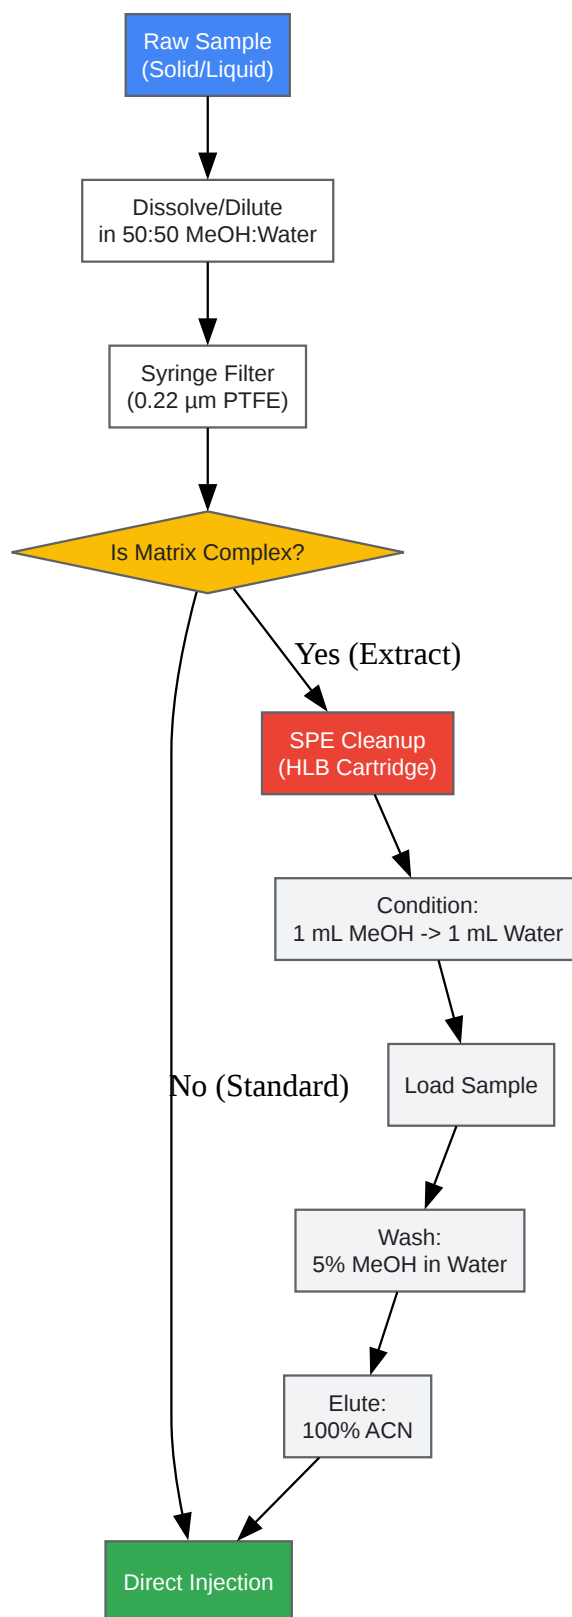 Raw Sample
(Solid/Liquid)
Dissolve/Dilute
in 50:50 MeOH:Water
Syringe Filter
(0.22 µm PTFE)
Is Matrix Complex?
Yes (Extract)
SPE Cleanup
(HLB Cartridge)
Condition:
1 mL MeOH -> 1 mL Water
No (Standard)
Load Sample
Wash:
5% MeOH in Water
Elute:
100% ACN
Direct Injection